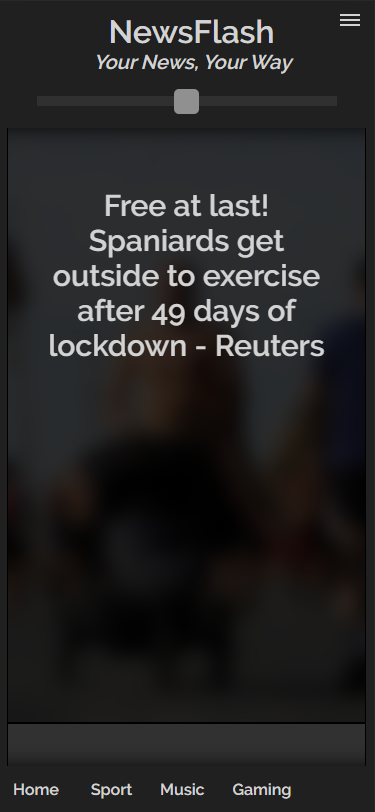 NewsFlash
Your News, Your Way
Free at last!
Spaniards get
outside to exercise
after 49 days of
lockdown - Reuters
Home Sport Music Gaming